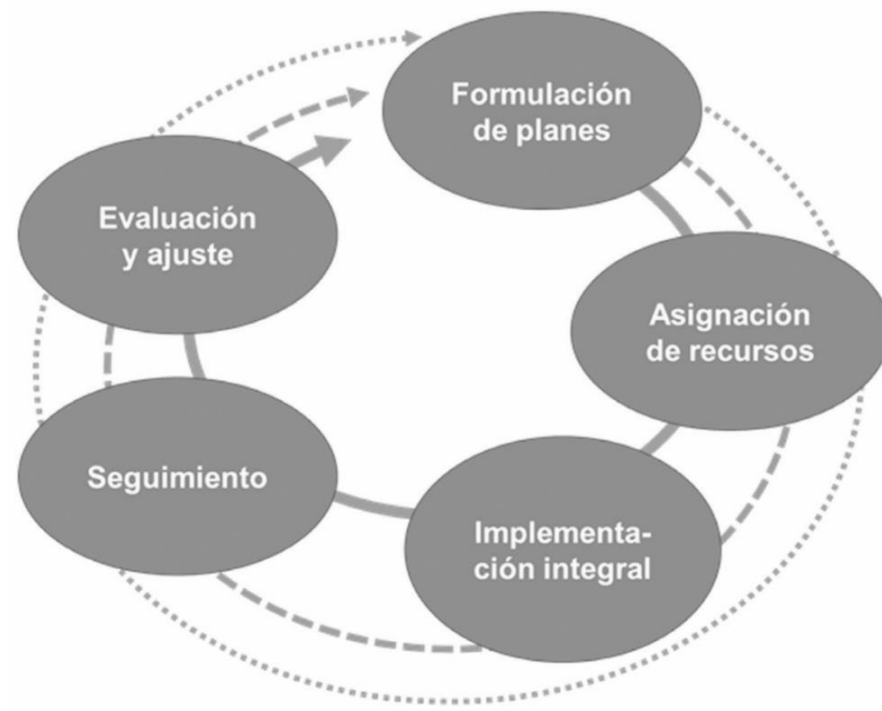 Formulación
de planes
Asignación
de recursos
Implementa-
ción integral
Seguimiento
Evaluación
y ajuste